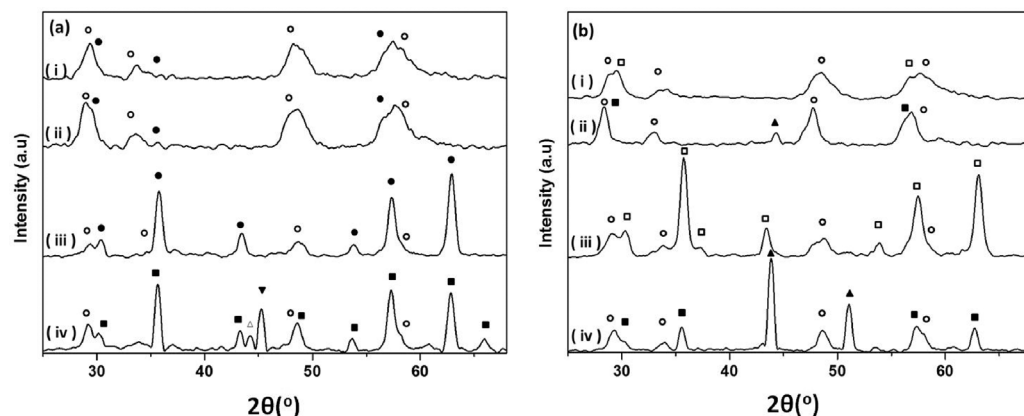 (a)
(i)
(ii)
(iii)
(iv)
Intensity (a.u)
30 40 50 60
2θ(o)
(b)
(i)
(ii)
(iii)
(iv)
Intensity (a.u)
30 40 50 60
2θ(o)